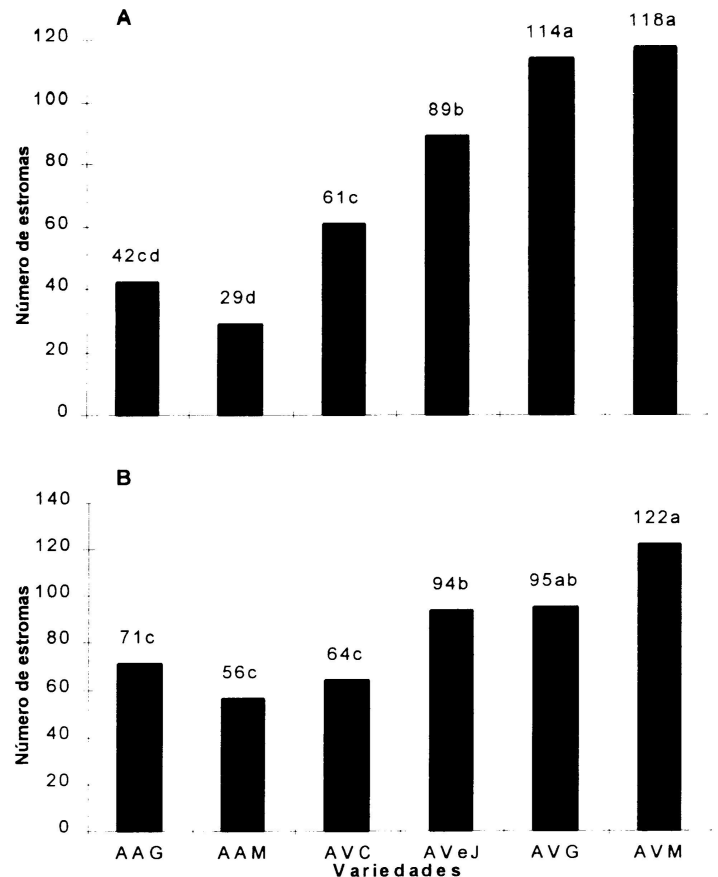 A
120
100
80
60
40
20
0
Número de estromas
42cd
29d
61c
89b
114a
118a
B
140
120
100
80
60
40
20
0
Número de estromas
71c
56c
64c
94b
95ab
122a
AAG AAM AVC AVeJ AVG AVM
Variedades